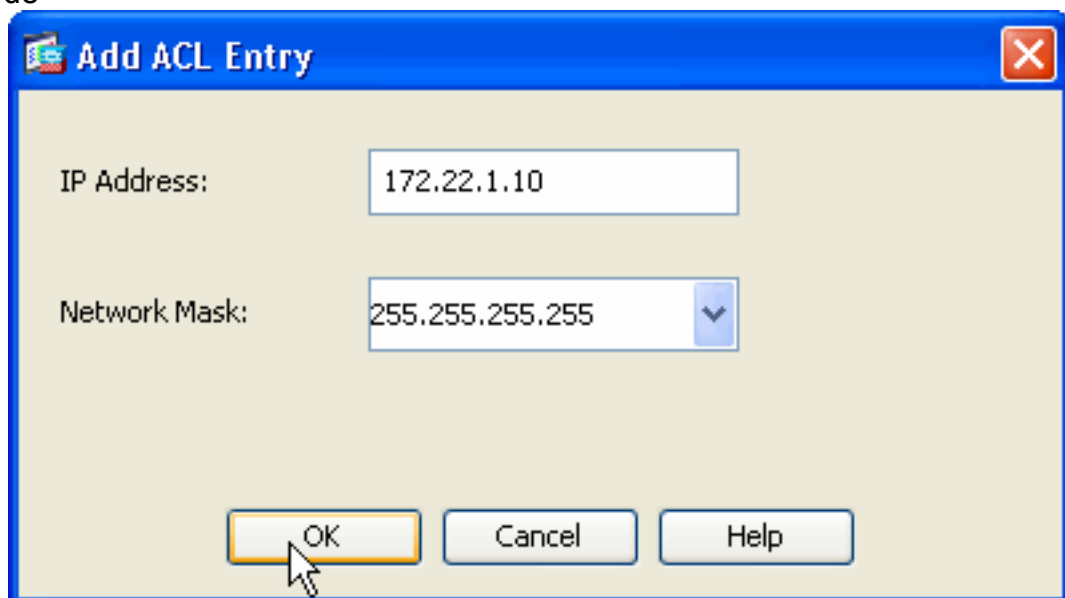 Add ACL Entry
IP Address: 172.22.1.10
Network Mask: 255.255.255.255
OK Cancel Help